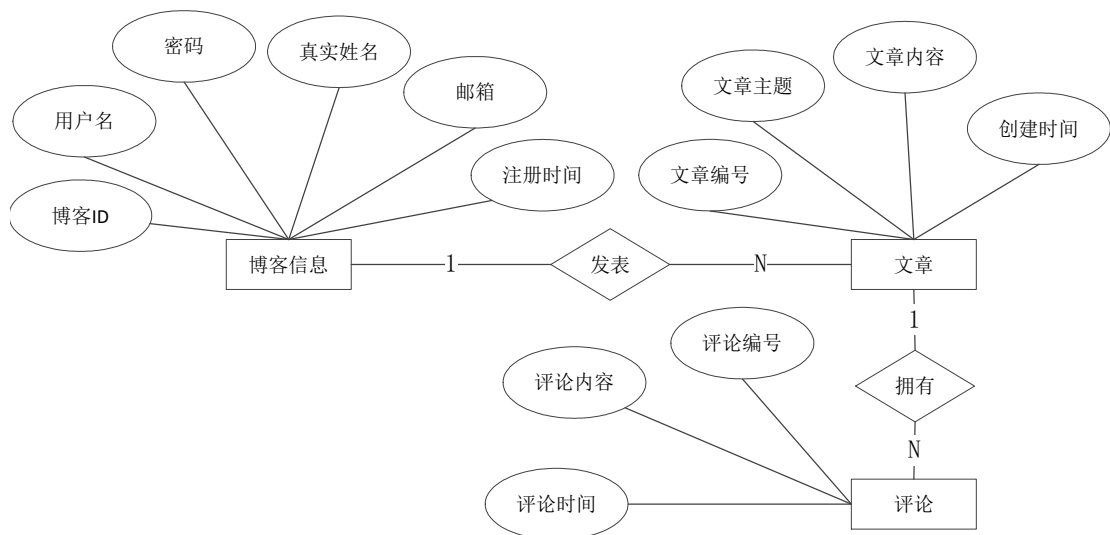 密码
真实姓名
邮箱
用户名
注册时间
博客ID
文章内容
文章主题
创建时间
文章编号
博客信息
1
发表
N
文章
1
评论编号
评论内容
拥有
N
评论时间
评论